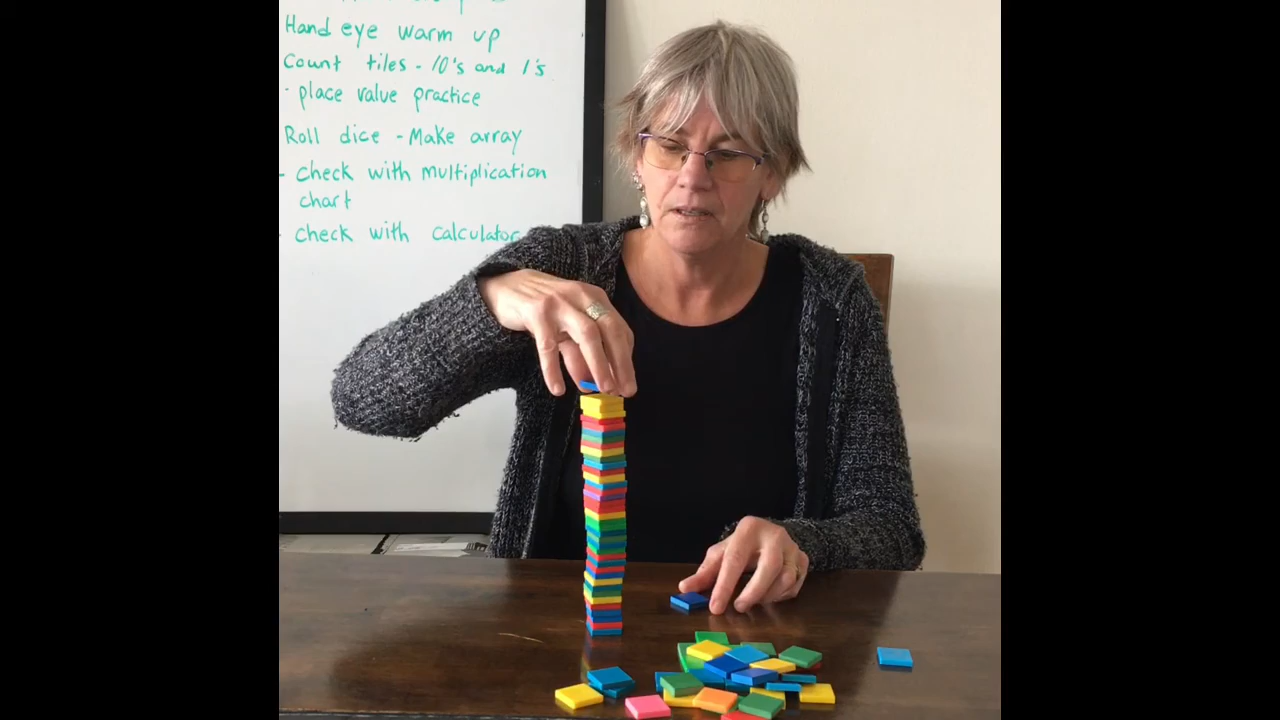 Hand eye warm up
Count tiles - 10's and 1's
· place value practice
Roll dice - Make array
- check with multiplication
chart
- check with calculator